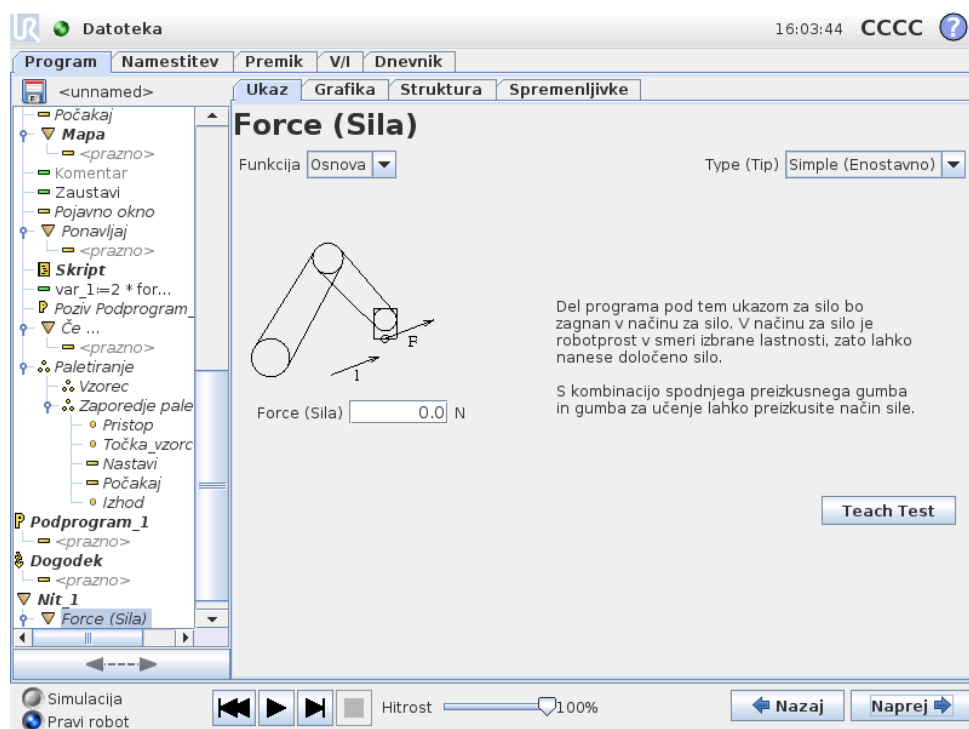 UR Datoteka 16:03:44 CCCC ?
Program Namestitev Premik V/I Dnevnik
<unnamed>
Ukaz Grafika Struktura Spremenljivke
Počakaj
Mapa
<prazno>
Komentar
Zaustavi
Pojavno okno
Ponavljaj
<prazno>
Skript
var_1:=2 * for...
P Poziv Podprogram_
Če ...
<prazno>
Paletiranje
Vzorec
Zaporedje pale
Pristop
Točka_vzorc
Nastavi
Počakaj
Izhod
P Podprogram_1
<prazno>
Dogodek
<prazno>
Nit_1
Force (Sila)
Force (Sila)
Funkcija Osnova Type (Tip) Simple (Enostavno)
F
1
Force (Sila) 0.0 N
Del programa pod tem ukazom za silo bo
zagnan v načinu za silo. V načinu za silo je
robotprost v smeri izbrane lastnosti, zato lahko
nanese določeno silo.
S kombinacijo spodnjega preizkusnega gumba
in gumba za učenje lahko preizkusite način sile.
Teach Test
Simulacija
Pravi robot
Hitrost 100%
Nazaj Naprej